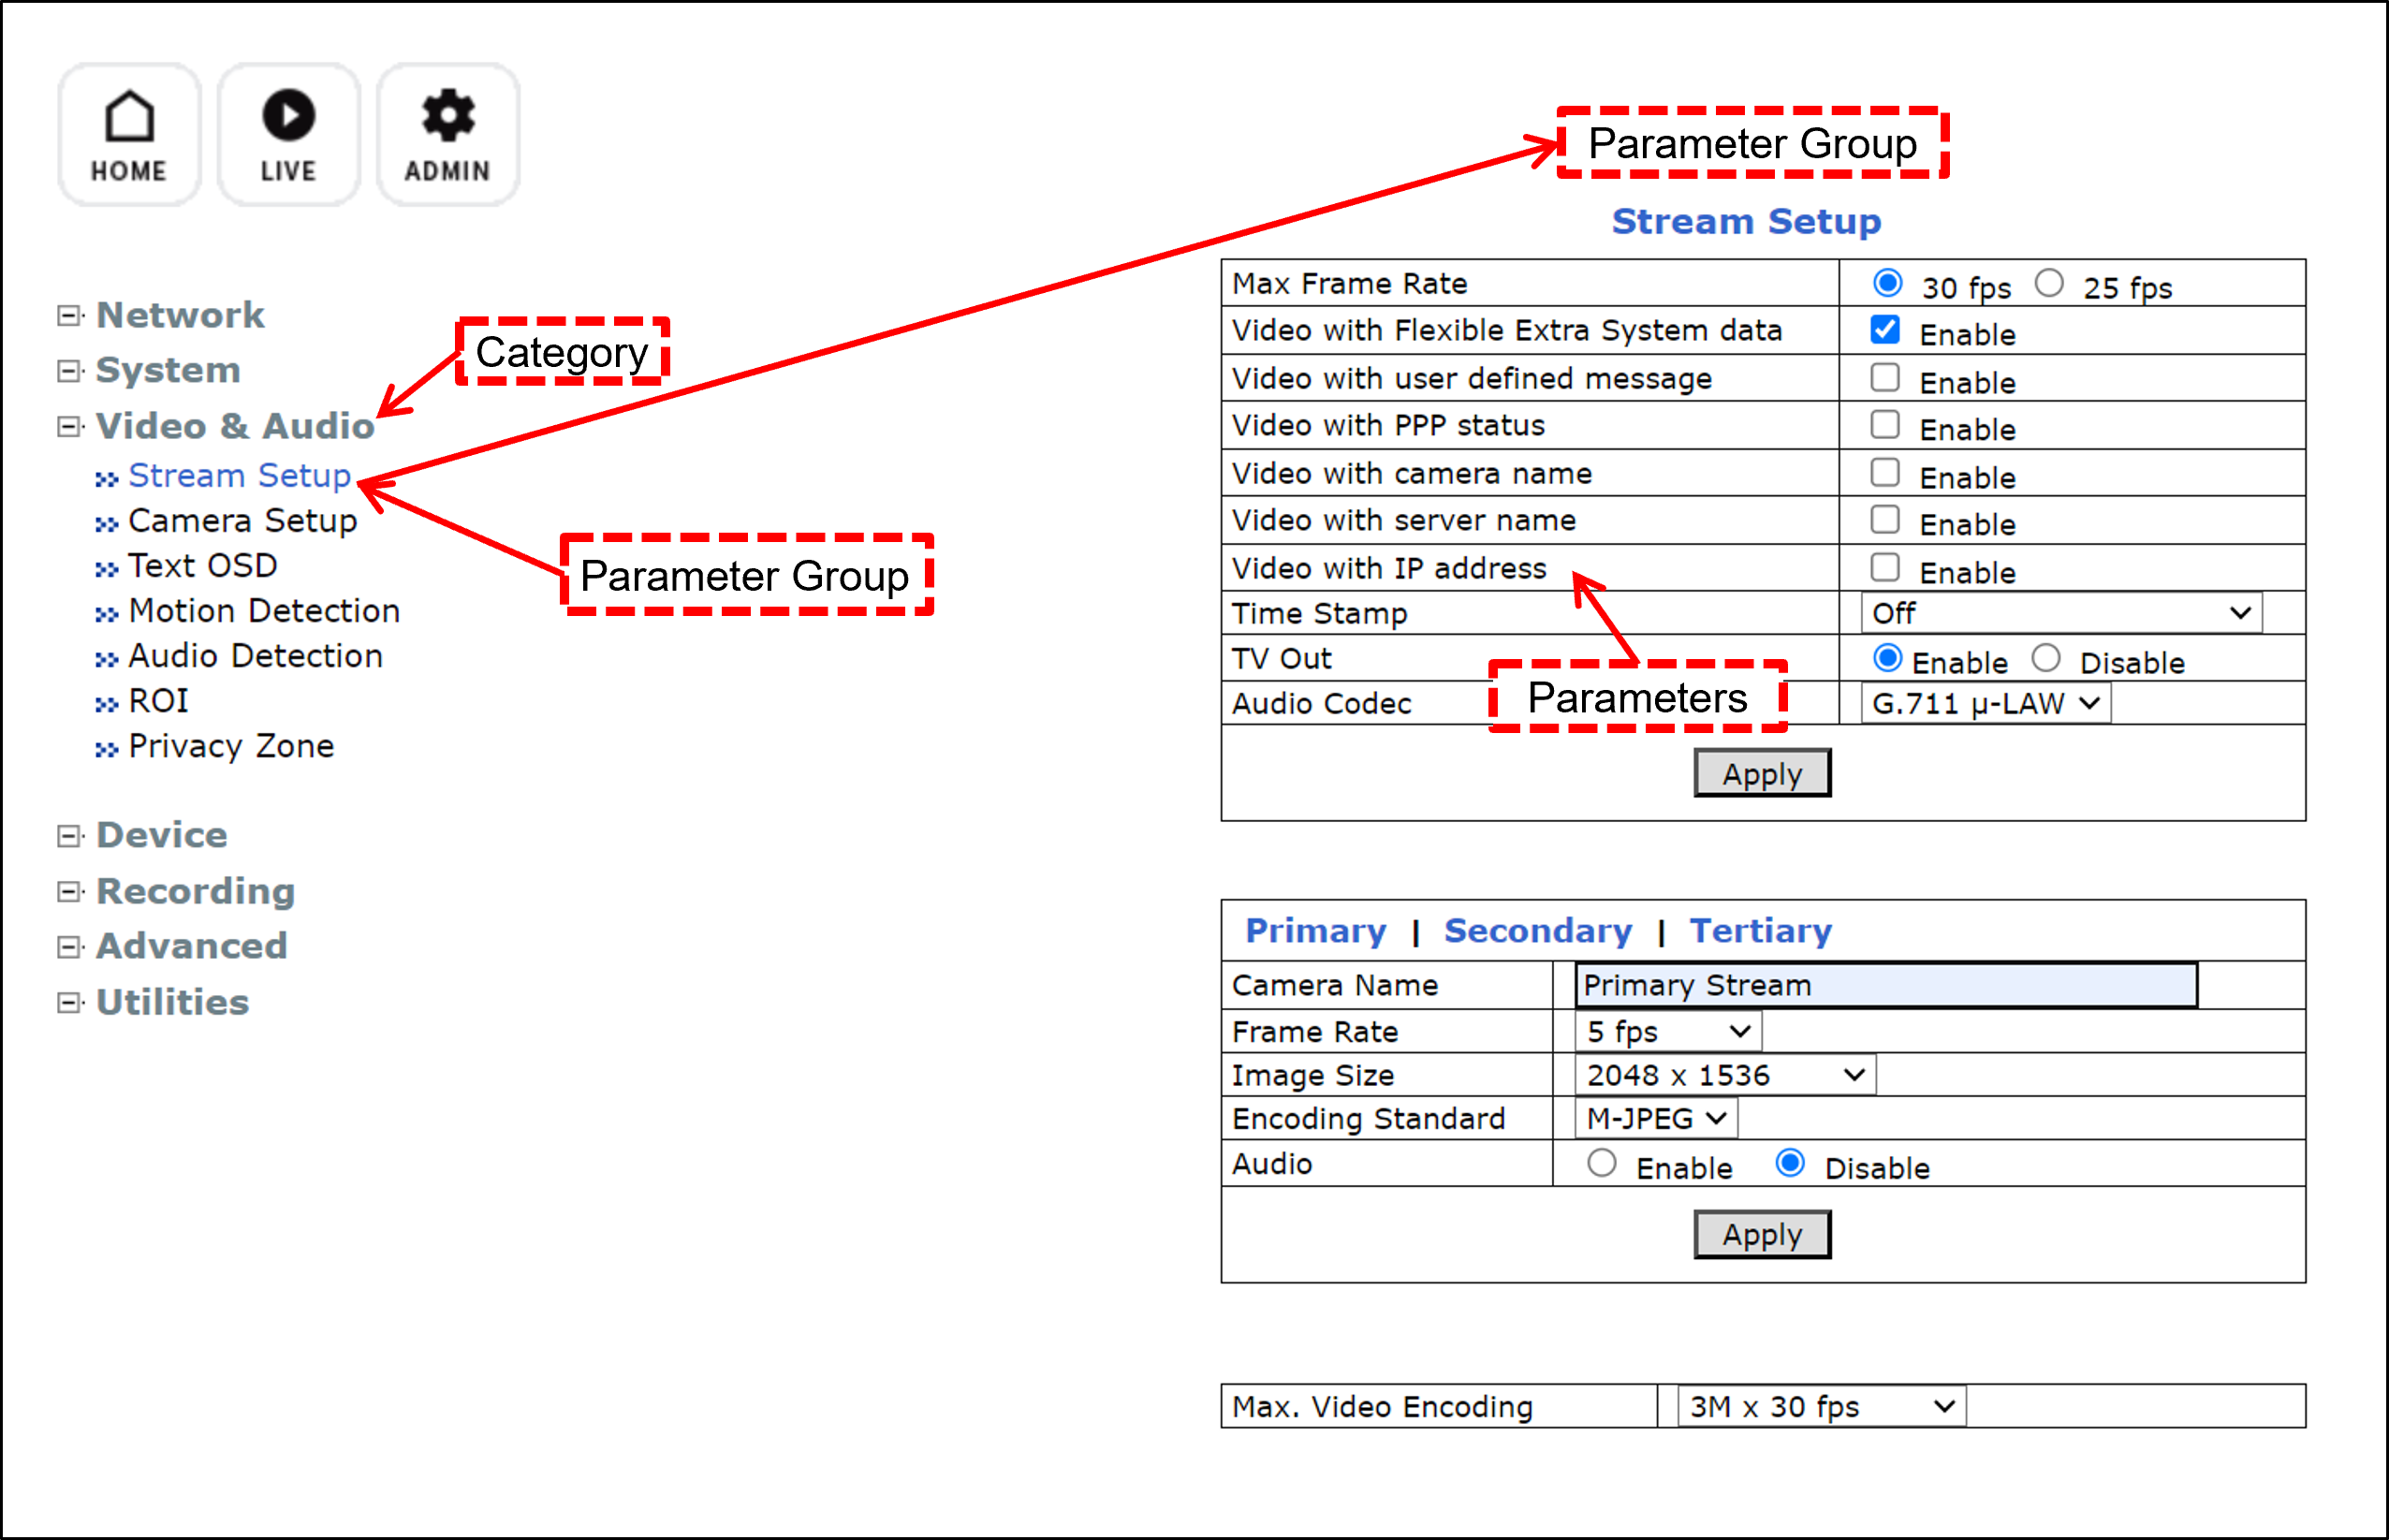 HOME LIVE ADMIN
Parameter Group
Stream Setup
Network
Category
System
Video & Audio
Stream Setup
Camera Setup
Text OSD
Parameter Group
Motion Detection
Audio Detection
ROI
Privacy Zone
Device
Recording
Advanced
Utilities
Max Frame Rate 30 fps 25 fps
Video with Flexible Extra System data Enable
Video with user defined message Enable
Video with PPP status Enable
Video with camera name Enable
Video with server name Enable
Video with IP address Enable
Time Stamp Off
TV Out Enable Disable
Parameters
Audio Codec G.711 µ-LAW
Apply
Primary | Secondary | Tertiary
Camera Name Primary Stream
Frame Rate 5 fps
Image Size 2048 x 1536
Encoding Standard M-JPEG
Audio Enable Disable
Apply
Max. Video Encoding 3M x 30 fps